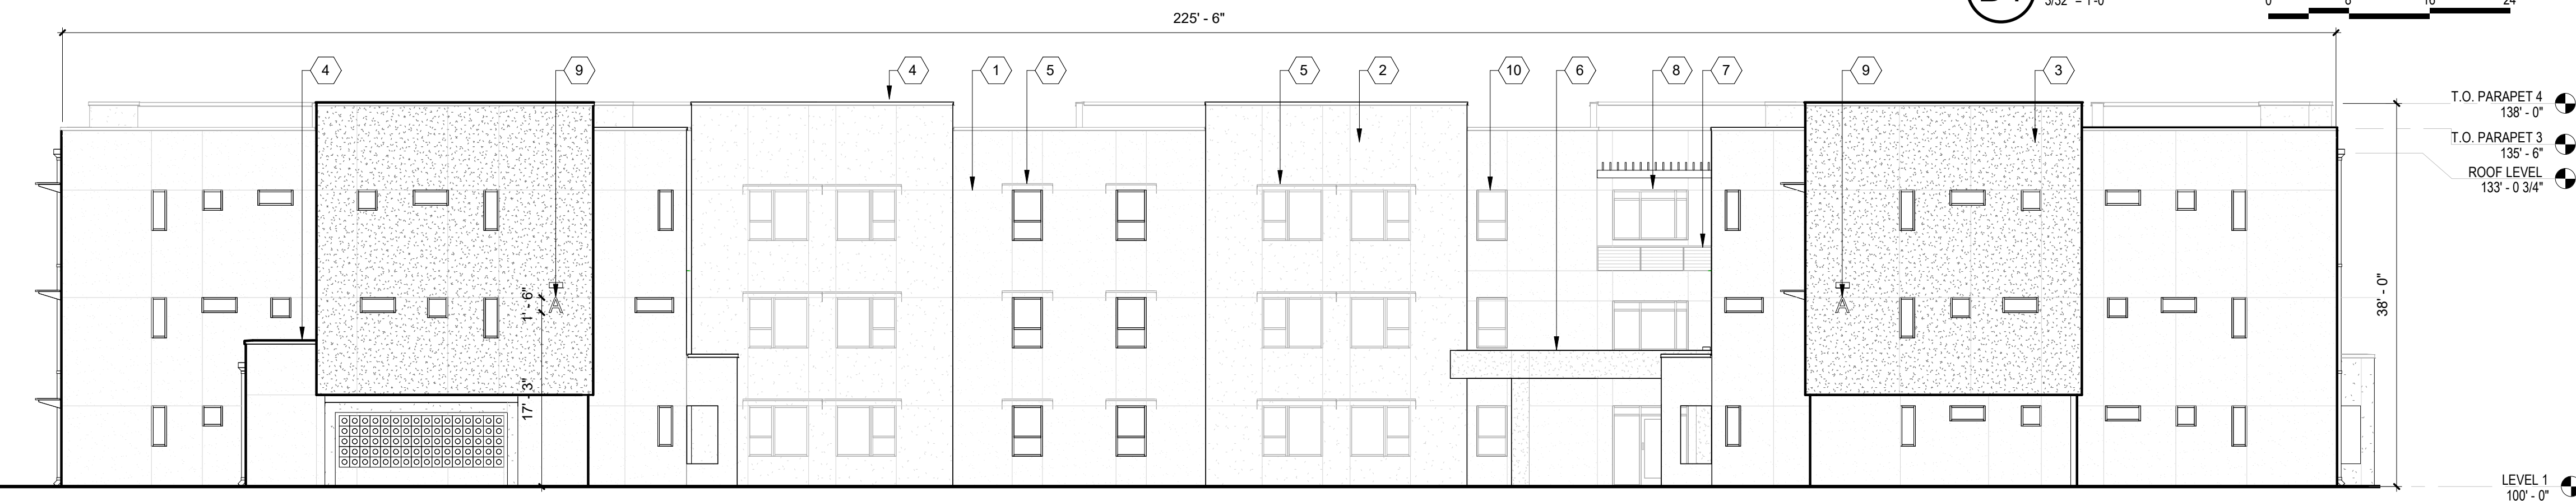 225' - 6"
3/32" = 1'-0"
0 8 16 24
4
9
4
1
5
5
2
10
6
8
7
9
3
T.O. PARAPET 4
138' - 0"
T.O. PARAPET 3
135' - 6"
ROOF LEVEL
133' - 0 3/4"
1' - 6"
A
A
38' - 0"
17' - 3"
LEVEL 1
100' - 0"